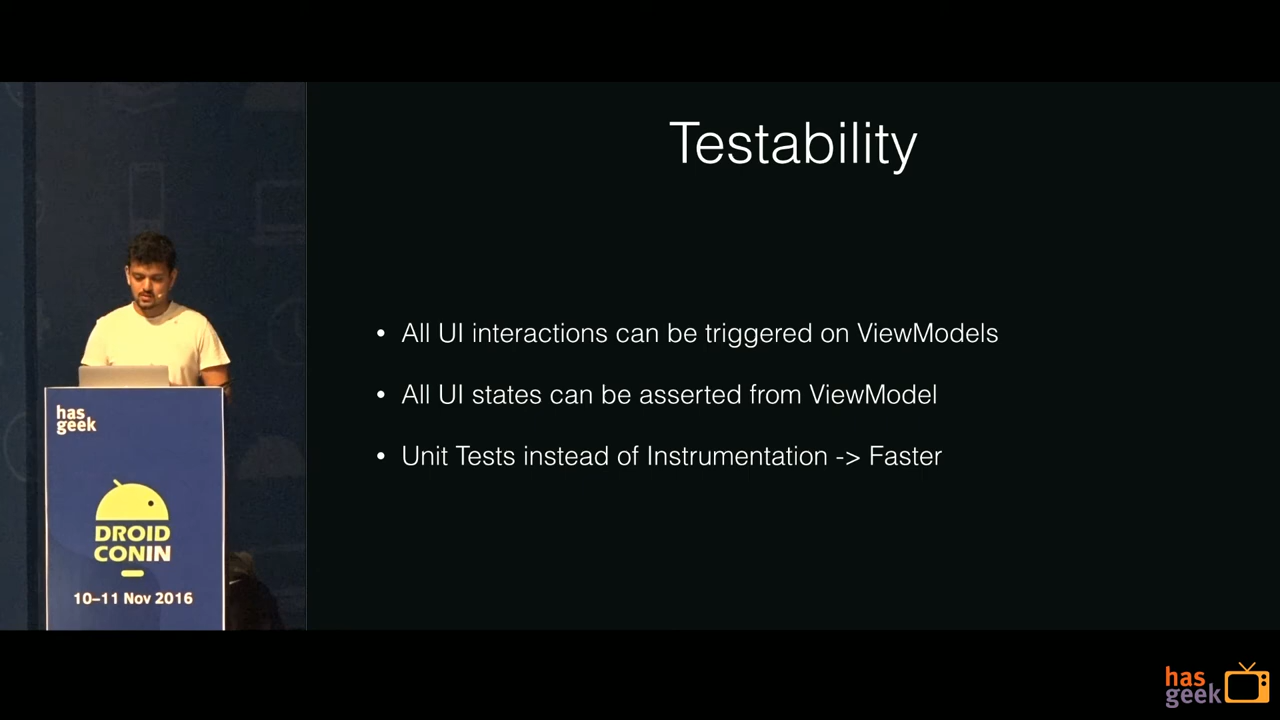 Testability
• All UI interactions can be triggered on ViewModels
• All UI states can be asserted from ViewModel
• Unit Tests instead of Instrumentation -> Faster
has
geek
DROID
CONIN
10–11 Nov 2016
has
geek